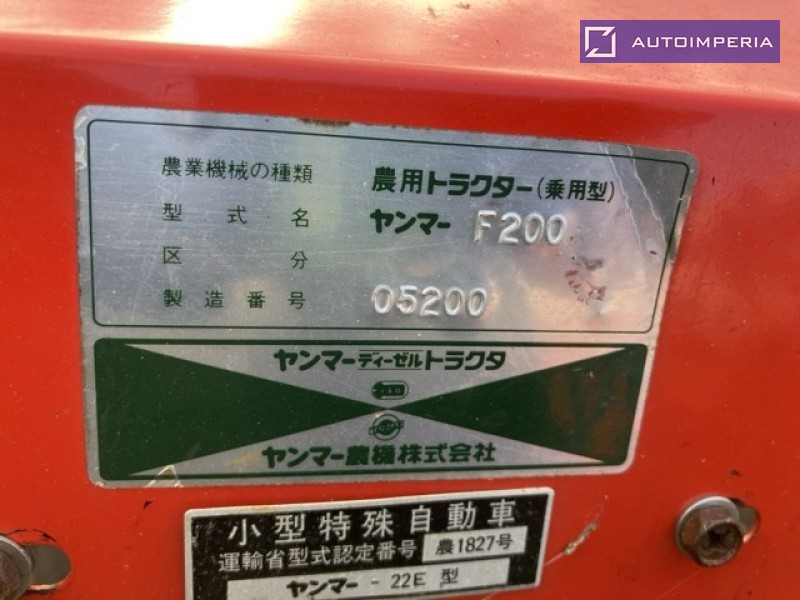 AUTOIMPERIA
農業機械の種類 農用トラクター(乗用型)
型式名 ヤンマー F200
区分
製造番号 05200
ヤンマーディーゼルトラクタ
ヤンマー農機株式会社
小型特殊自動車
運輸省型式認定番号 農1827号
ヤンマー - 22E 型